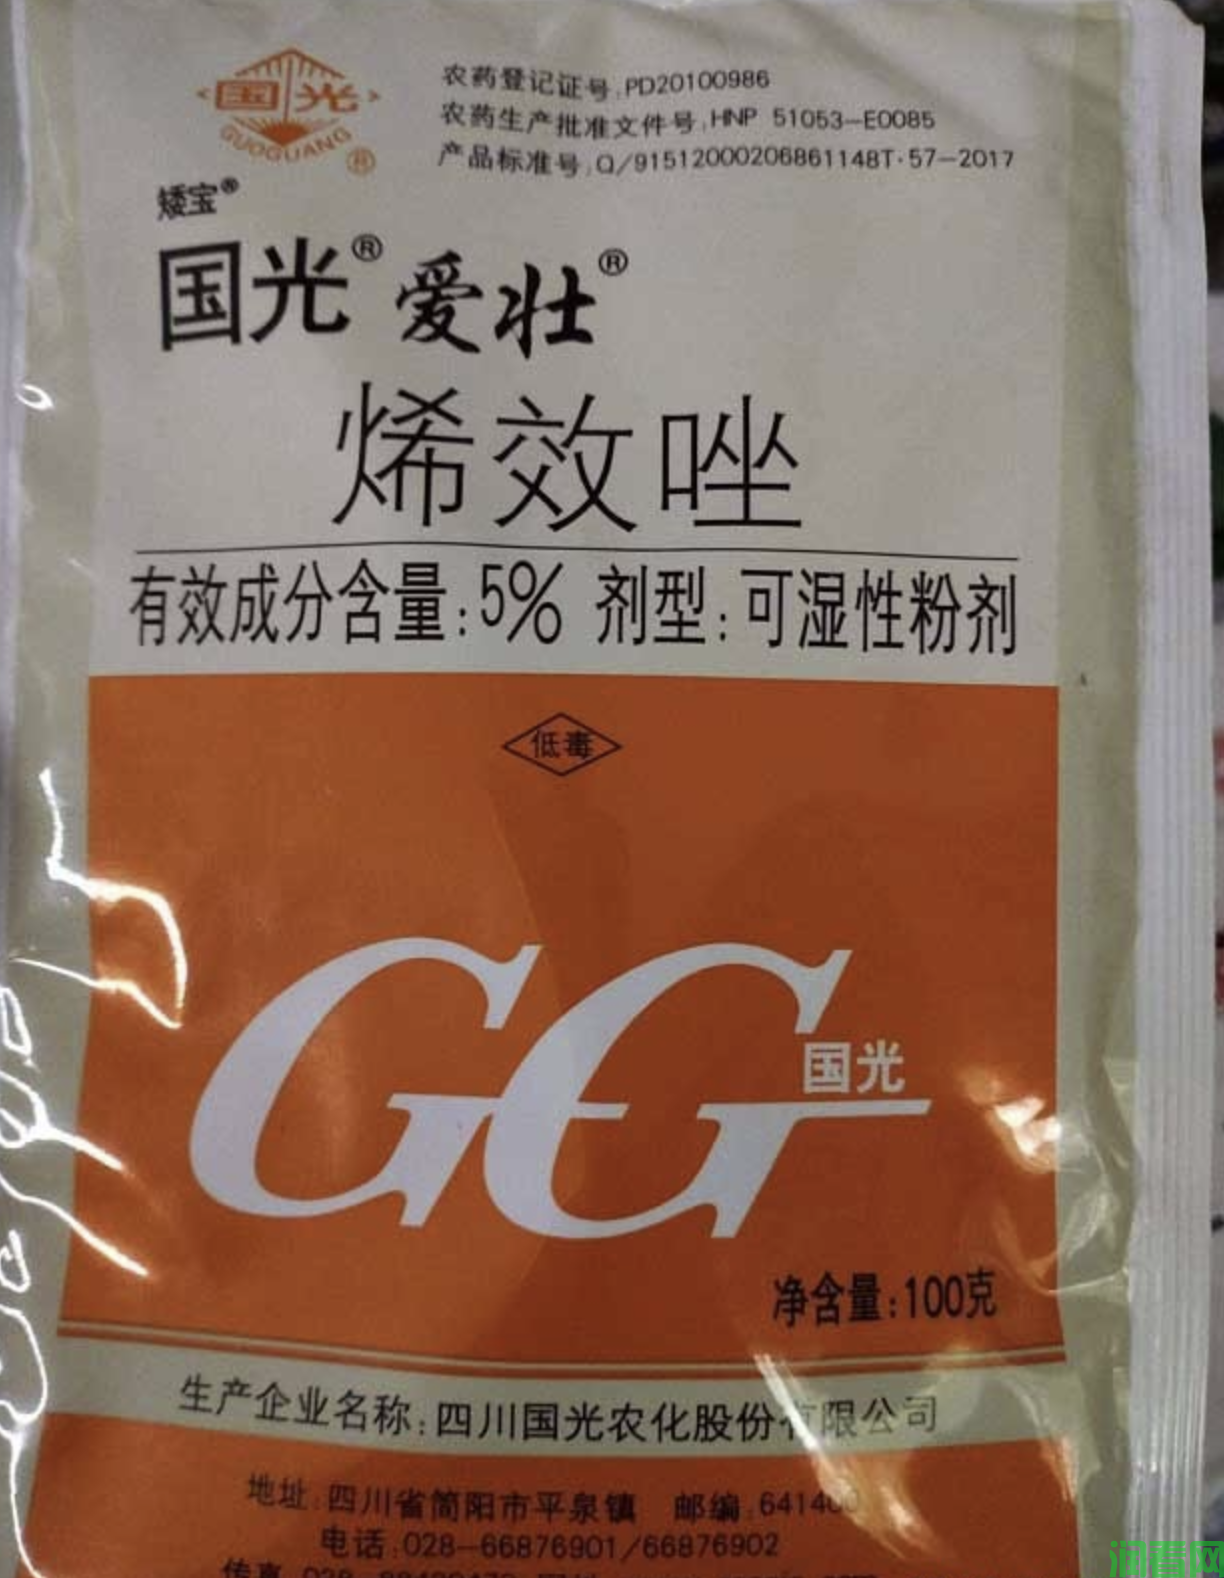 国光
GUOGUANG
®
农药登记证号:PD20100986
农药生产批准文件号:HNP 51053-E0085
产品标准号:Q/91512000206861148T·57-2017
矮宝®
国光® 爱壮®
烯效唑
有效成分含量:5% 剂型:可湿性粉剂
低毒
GG
国光
净含量:100克
生产企业名称:四川国光农化股份有限公司
地址:四川省简阳市平泉镇 邮编:641400
电话:028-66876901/66876902
传真